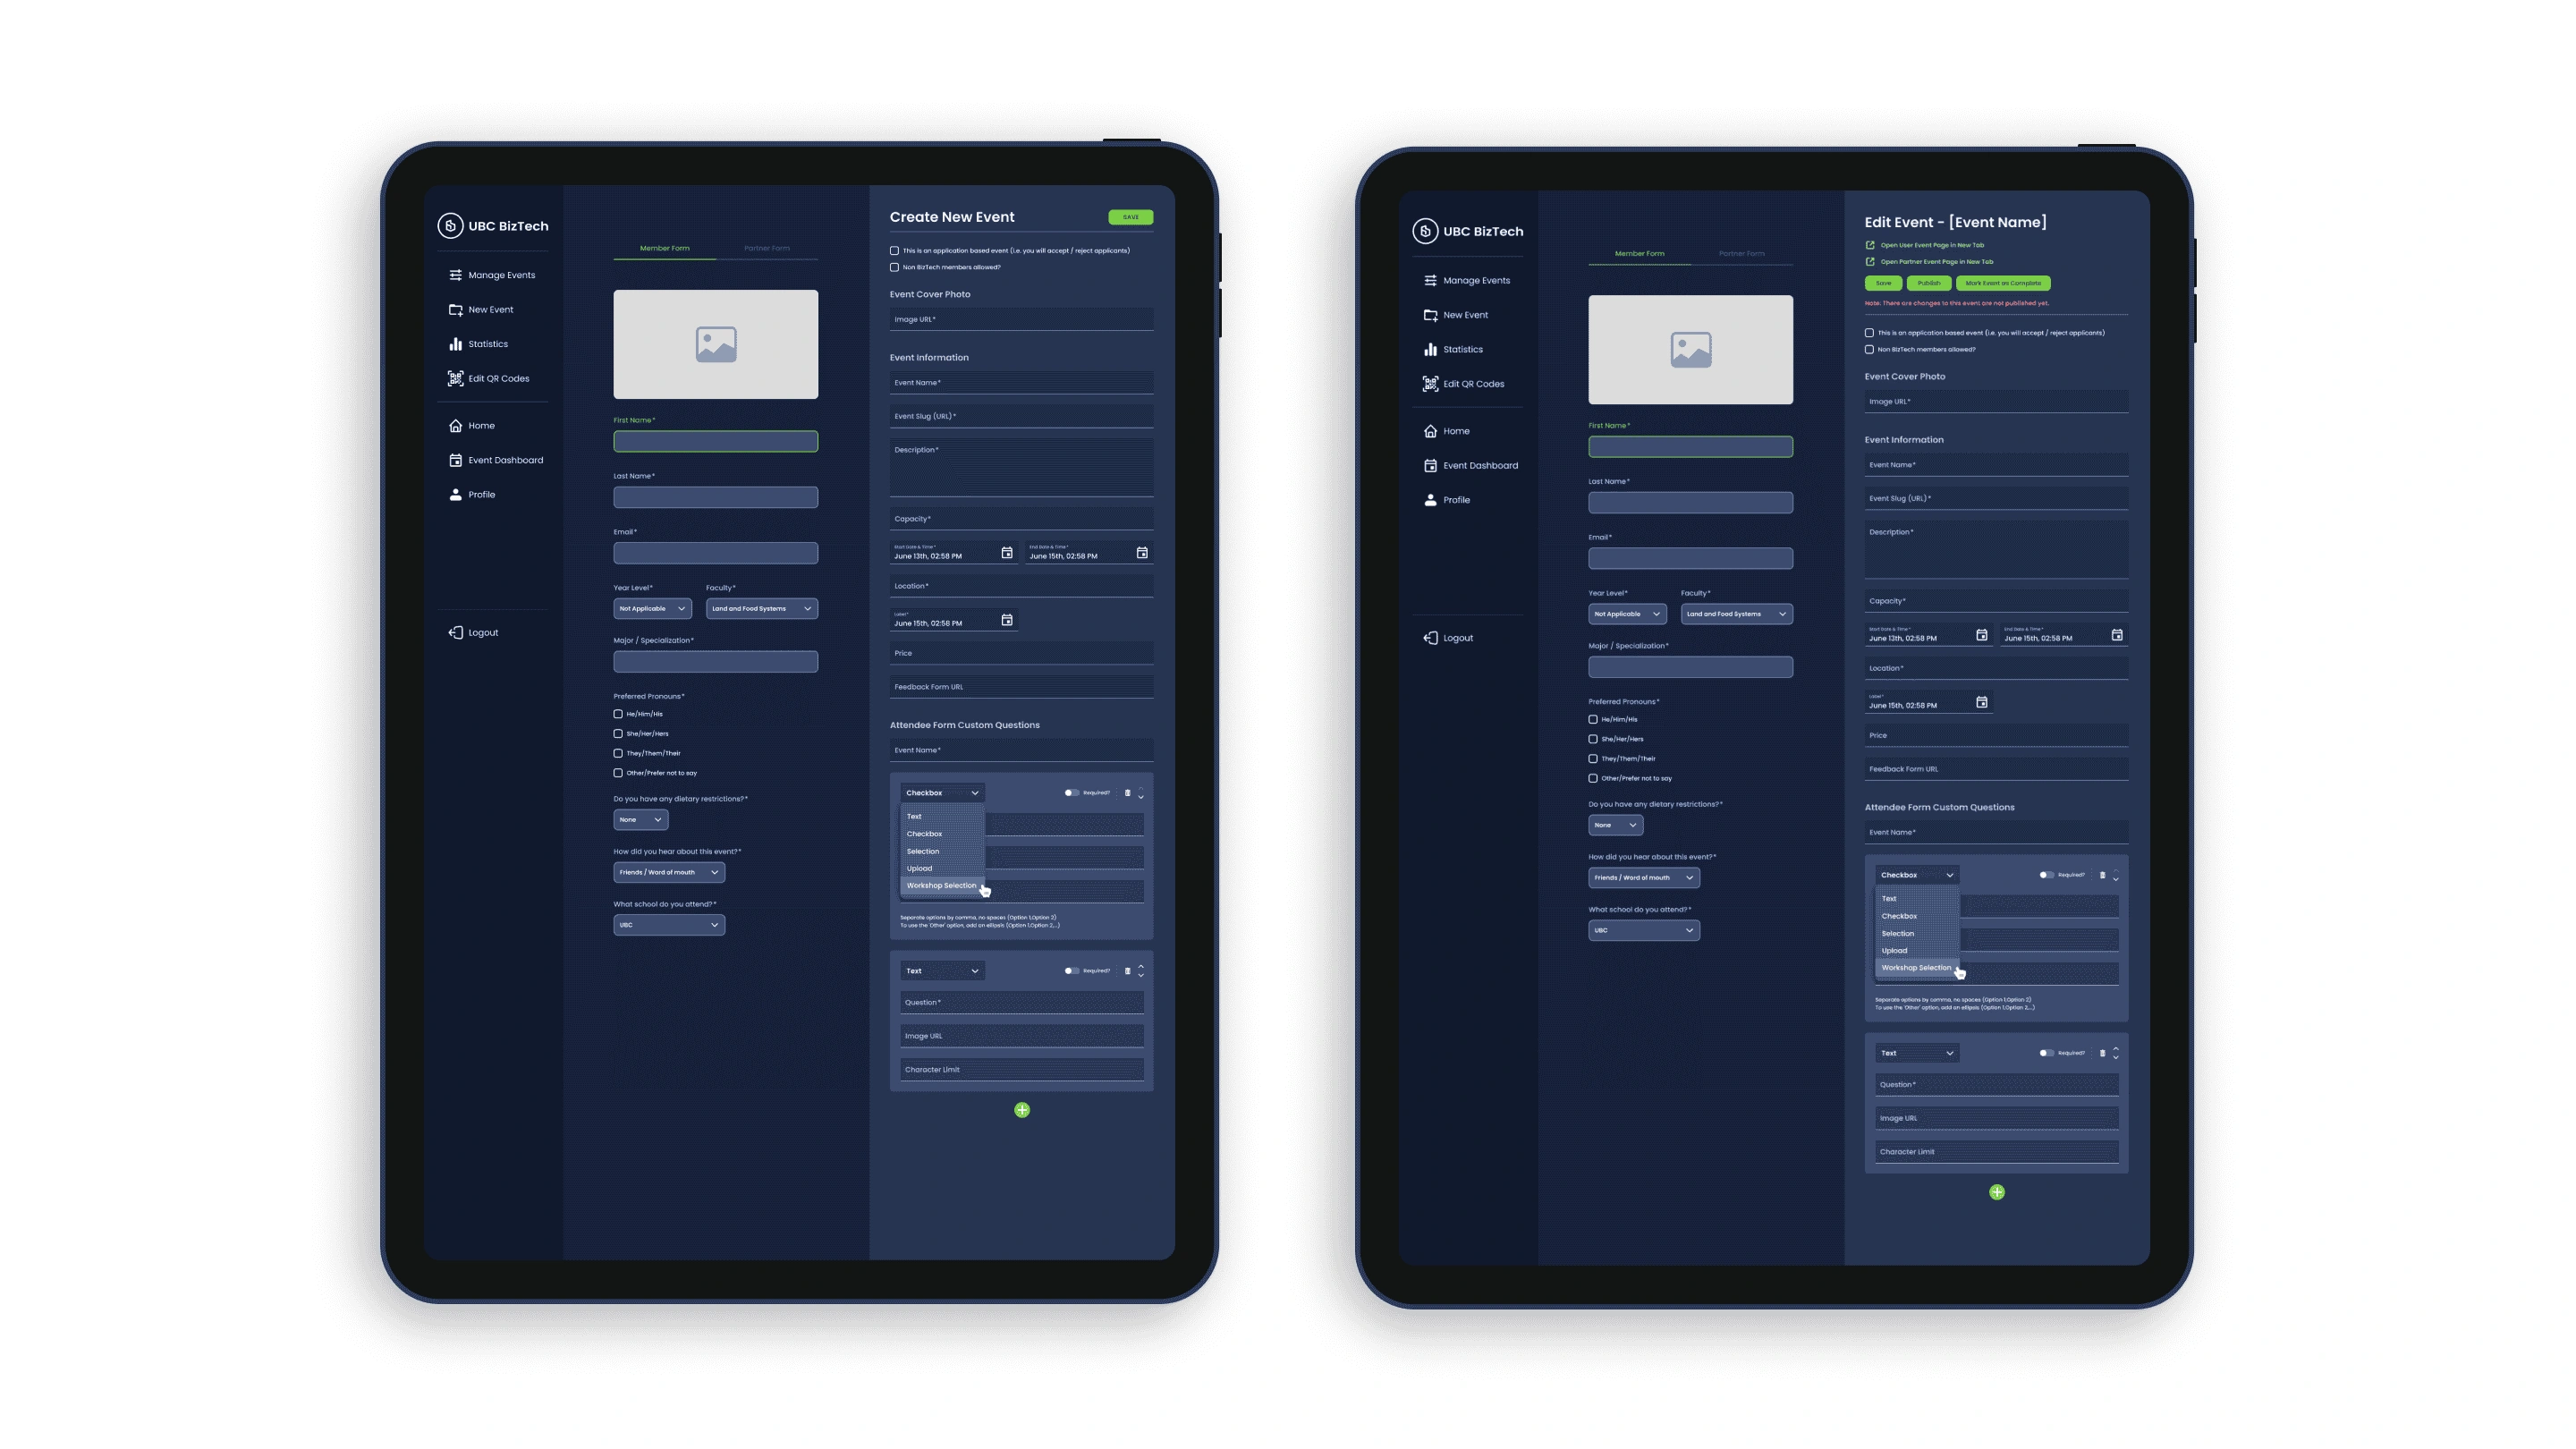 UBC BizTech
Manage Events
New Event
Statistics
Edit QR Codes
Home
Event Dashboard
Profile
Logout
Member Form
Partner Form
First Name*
Last Name*
Email*
Year Level*
Faculty*
Not Applicable
Land and Food Systems
Major / Specialization*
Preferred Pronouns*
He/Him/His
She/Her/Hers
They/Them/Their
Other/Prefer not to say
Do you have any dietary restrictions?*
None
How did you hear about this event?*
Friends / Word of mouth
What school do you attend?*
UBC
Create New Event
SAVE
This is an application based event (i.e. you will accept / reject applicants)
Non BizTech members allowed?
Event Cover Photo
Image URL*
Event Information
Event Name*
Event Slug (URL)*
Description*
Capacity*
Start Date & Time*
June 13th, 02:58 PM
End Date & Time*
June 15th, 02:58 PM
Location*
Label*
June 15th, 02:58 PM
Price
Feedback Form URL
Attendee Form Custom Questions
Event Name*
Checkbox
Required?
Text
Checkbox
Selection
Upload
Workshop Selection
Separate options by comma, no spaces (Option 1,Option 2)
To use the 'Other' option, add an ellipsis (Option 1,Option 2,...)
Text
Required?
Question*
Image URL
Character Limit
UBC BizTech
Manage Events
New Event
Statistics
Edit QR Codes
Home
Event Dashboard
Profile
Logout
Member Form
Partner Form
First Name*
Last Name*
Email*
Year Level*
Faculty*
Not Applicable
Land and Food Systems
Major / Specialization*
Preferred Pronouns*
He/Him/His
She/Her/Hers
They/Them/Their
Other/Prefer not to say
Do you have any dietary restrictions?*
None
How did you hear about this event?*
Friends / Word of mouth
What school do you attend?*
UBC
Edit Event - [Event Name]
Open User Event Page in New Tab
Open Partner Event Page in New Tab
Save
Publish
Mark Event as Complete
Note: There are changes to this event are not published yet.
This is an application based event (i.e. you will accept / reject applicants)
Non BizTech members allowed?
Event Cover Photo
Image URL*
Event Information
Event Name*
Event Slug (URL)*
Description*
Capacity*
Start Date & Time*
June 13th, 02:58 PM
End Date & Time*
June 15th, 02:58 PM
Location*
Label*
June 15th, 02:58 PM
Price
Feedback Form URL
Attendee Form Custom Questions
Event Name*
Checkbox
Required?
Text
Checkbox
Selection
Upload
Workshop Selection
Separate options by comma, no spaces (Option 1,Option 2)
To use the 'Other' option, add an ellipsis (Option 1,Option 2,...)
Text
Required?
Question*
Image URL
Character Limit